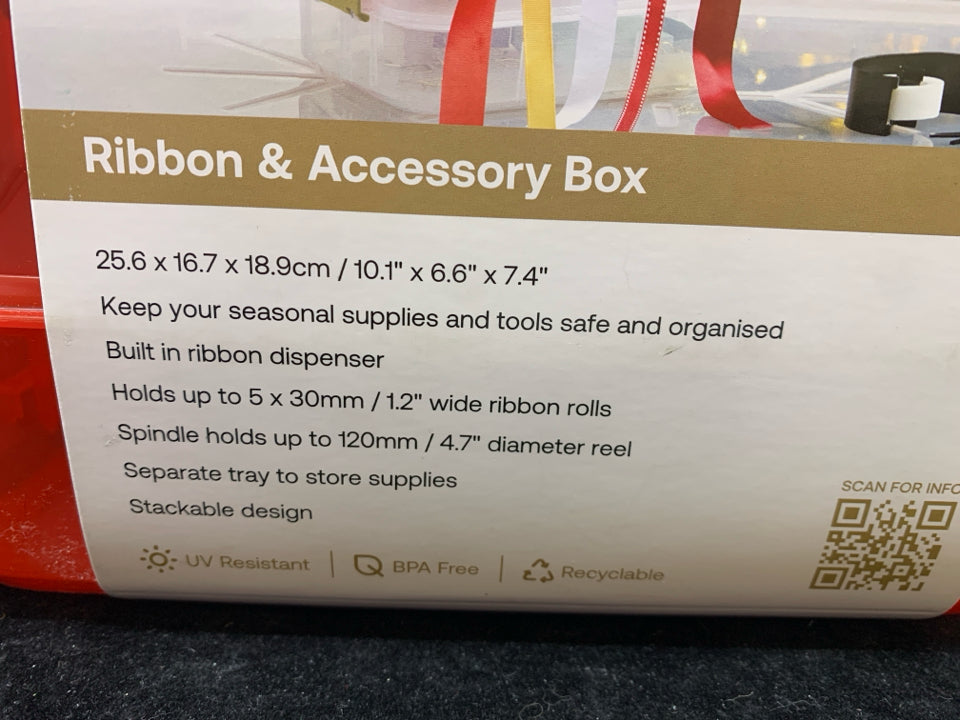 Ribbon & Accessory Box
25.6 x 16.7 x 18.9cm / 10.1" x 6.6" x 7.4"
Keep your seasonal supplies and tools safe and organised
Built in ribbon dispenser
Holds up to 5 x 30mm / 1.2" wide ribbon rolls
Spindle holds up to 120mm / 4.7" diameter reel
Separate tray to store supplies
Stackable design
SCAN FOR INFO
UV Resistant | BPA Free | Recyclable